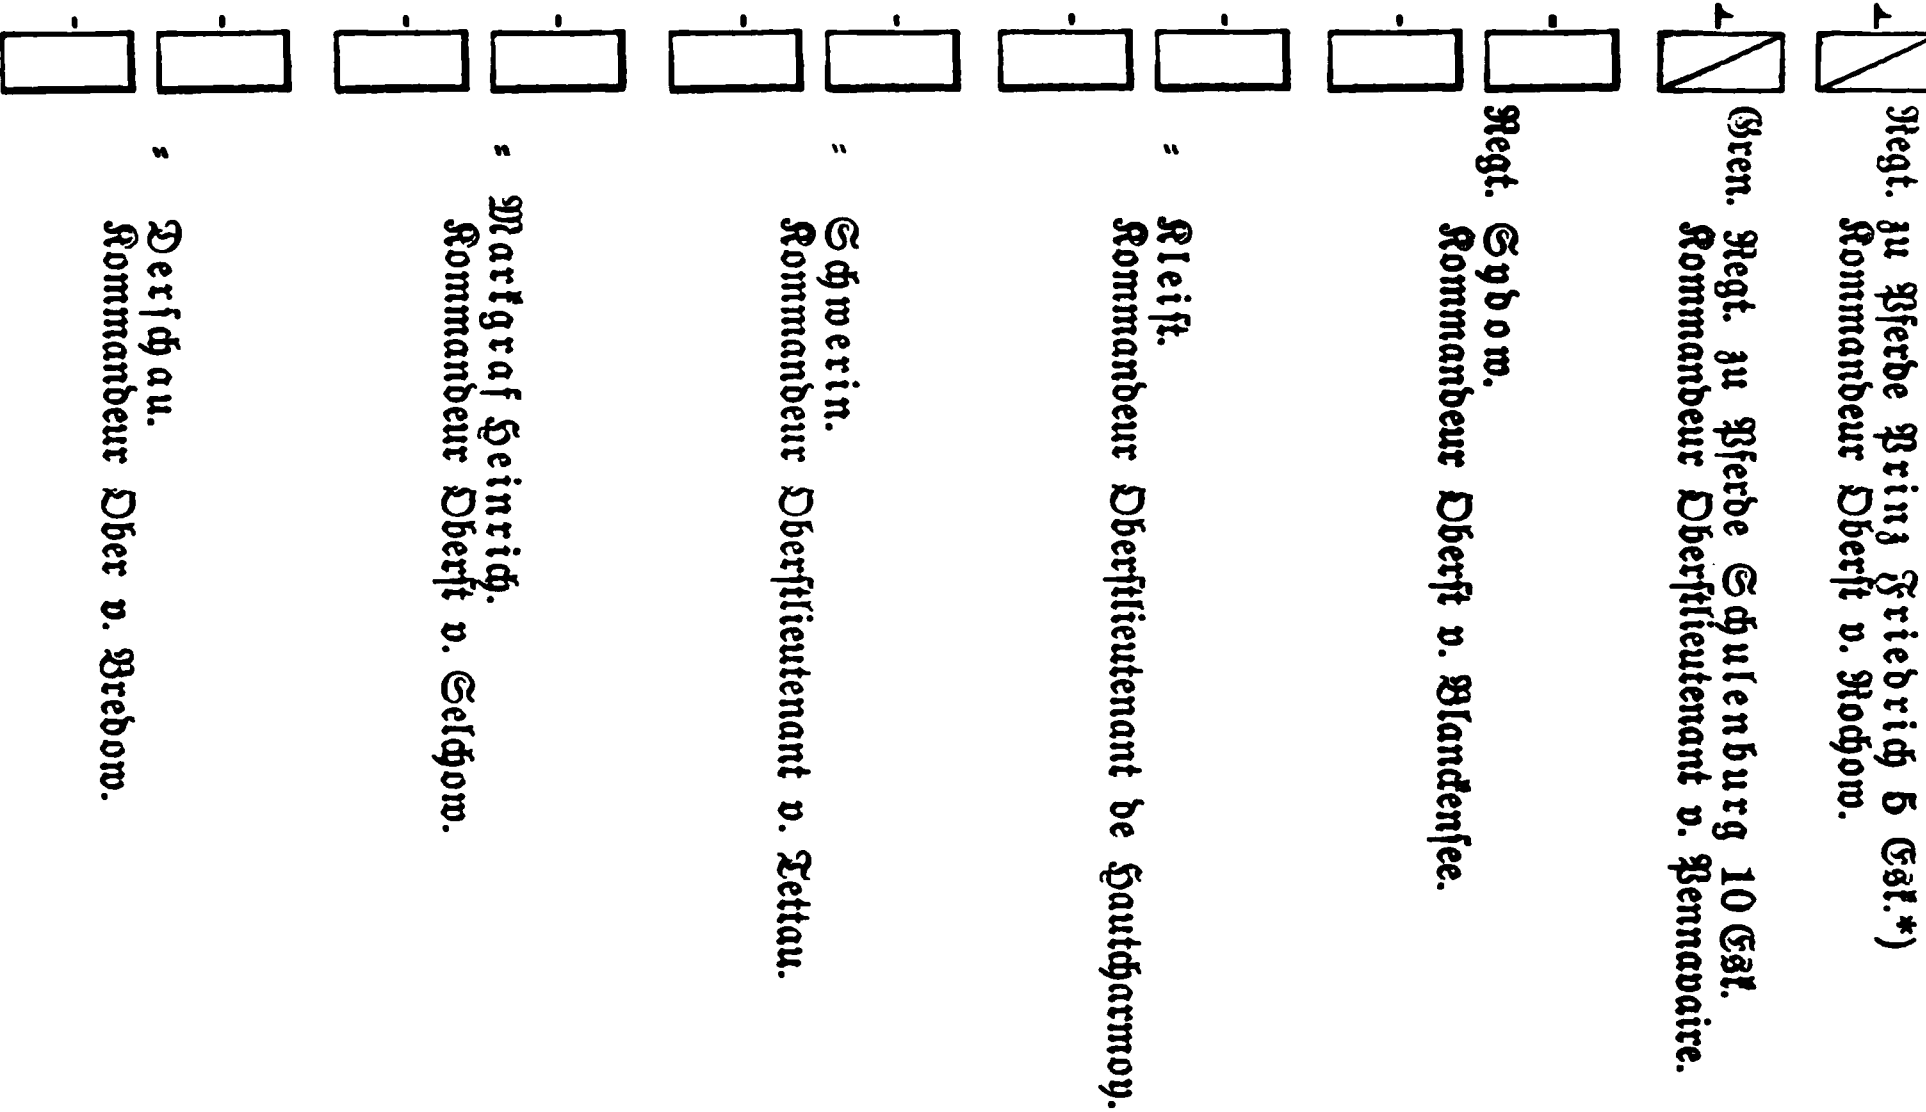 Regt. zu Pferde Prinz Friedrich 5 Esk.*)
Kommandeur Oberst v. Rochow.
Gren. Regt. zu Pferde Schulenburg 10 Esk.
Kommandeur Oberstlieutenant v. Pennavaire.
Regt. Sydow.
Kommandeur Oberst v. Blanckensee.
" Kleist.
Kommandeur Oberstlieutenant de Hautcharmoy.
" Schwerin.
Kommandeur Oberstlieutenant v. Tettau.
" Markgraf Heinrich.
Kommandeur Oberst v. Selchow.
" Derschau.
Kommandeur Ober v. Bredow.